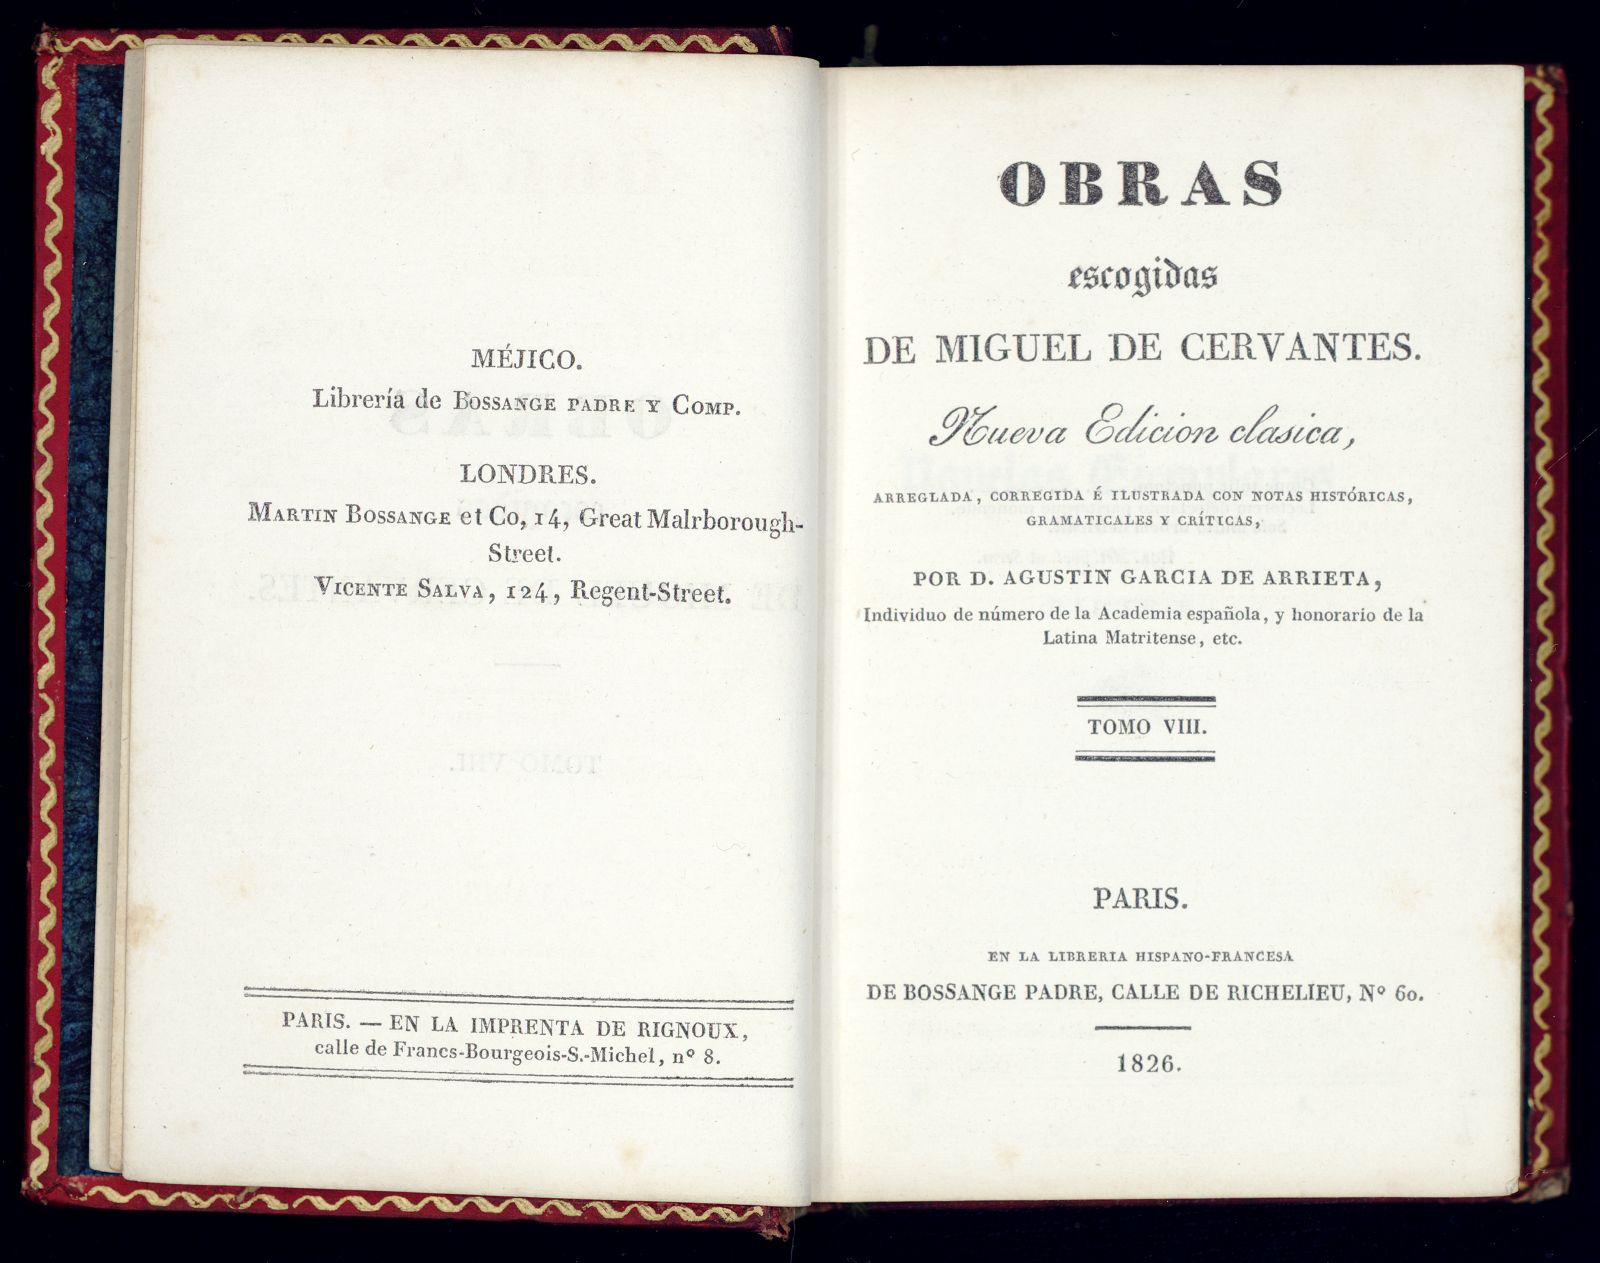 MÉJICO.
Librería de BOSSANGE PADRE Y COMP.
LONDRES.
MARTIN BOSSANGE et Co, 14, Great Malrborough-
Street.
VICENTE SALVA, 124, Regent-Street.
PARIS. — EN LA IMPRENTA DE RIGNOUX,
calle de Francs-Bourgeois-S.-Michel, nº 8.
OBRAS
escogidas
DE MIGUEL DE CERVANTES.
Nueva Edicion clasica,
ARREGLADA, CORREGIDA É ILUSTRADA CON NOTAS HISTÓRICAS,
GRAMATICALES Y CRÍTICAS,
POR D. AGUSTIN GARCIA DE ARRIETA,
Individuo de número de la Academia española, y honorario de la
Latina Matritense, etc.
TOMO VIII.
PARIS.
EN LA LIBRERIA HISPANO-FRANCESA
DE BOSSANGE PADRE, CALLE DE RICHELIEU, Nº 60.
1826.